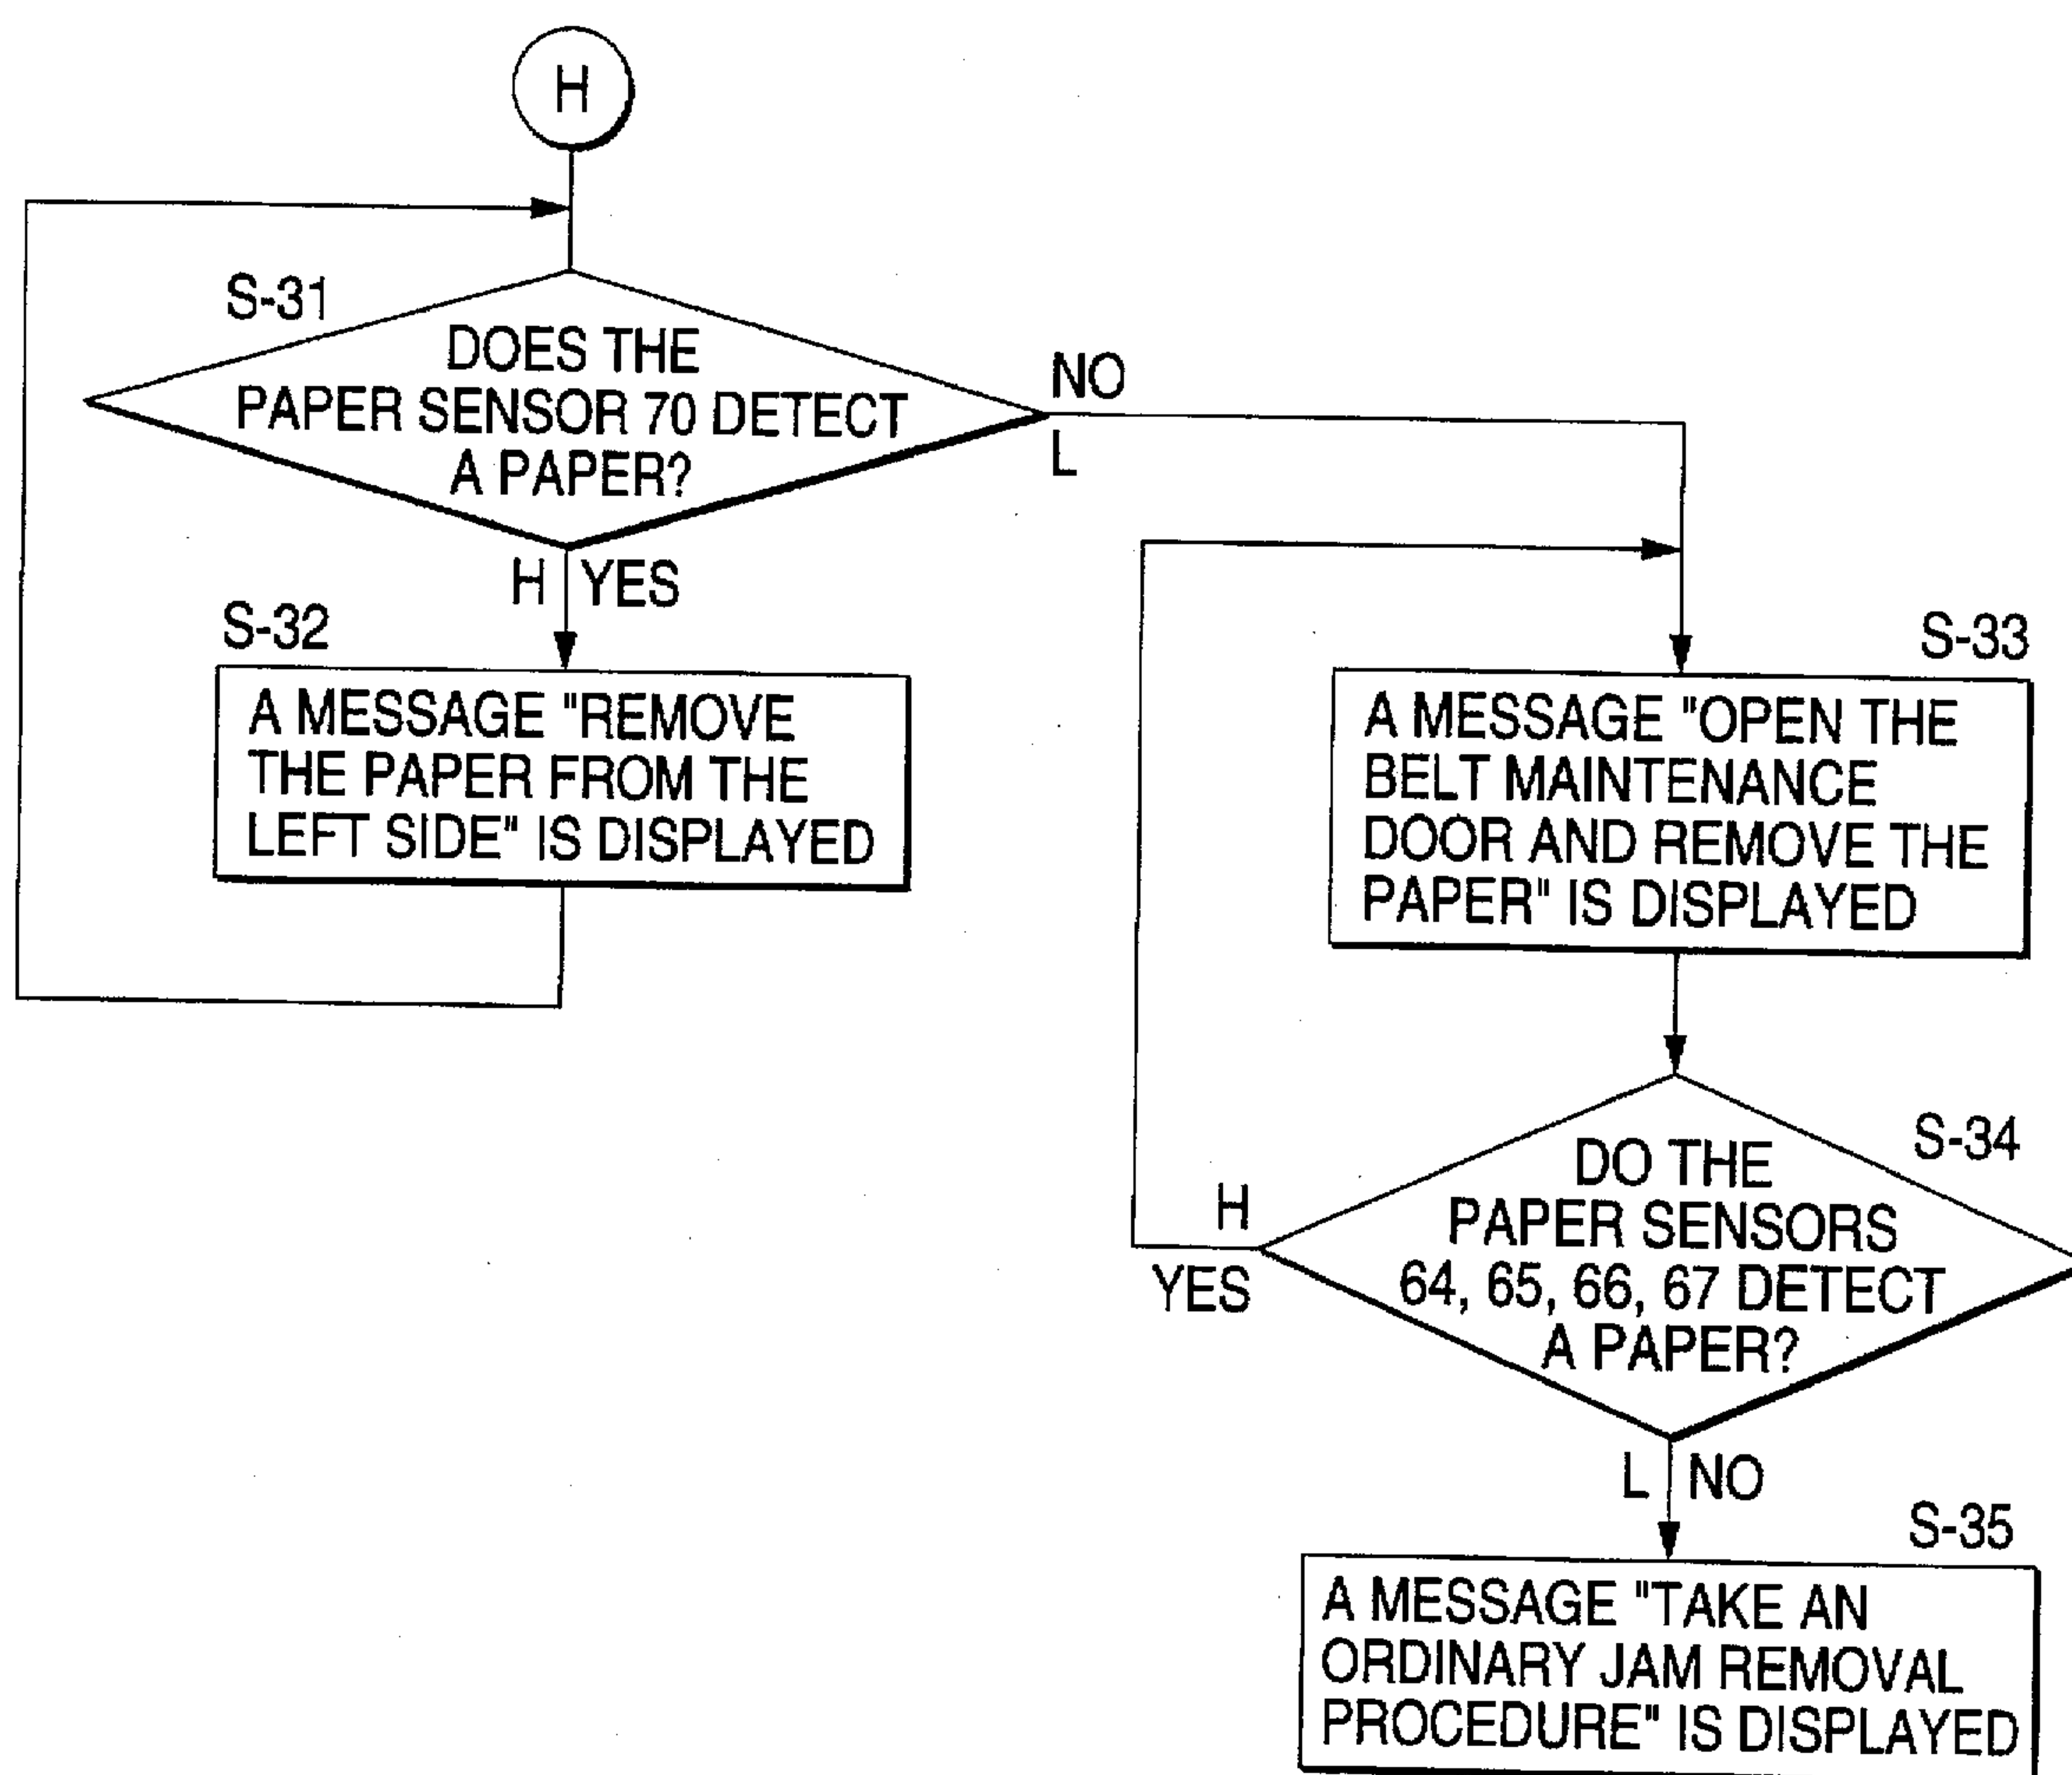 H
S-31
DOES THE
PAPER SENSOR 70 DETECT
A PAPER?
NO
L
H YES
S-32
A MESSAGE "REMOVE
THE PAPER FROM THE
LEFT SIDE" IS DISPLAYED
S-33
A MESSAGE "OPEN THE
BELT MAINTENANCE
DOOR AND REMOVE THE
PAPER" IS DISPLAYED
S-34
DO THE
PAPER SENSORS
64, 65, 66, 67 DETECT
A PAPER?
H
YES
L NO
S-35
A MESSAGE "TAKE AN
ORDINARY JAM REMOVAL
PROCEDURE" IS DISPLAYED